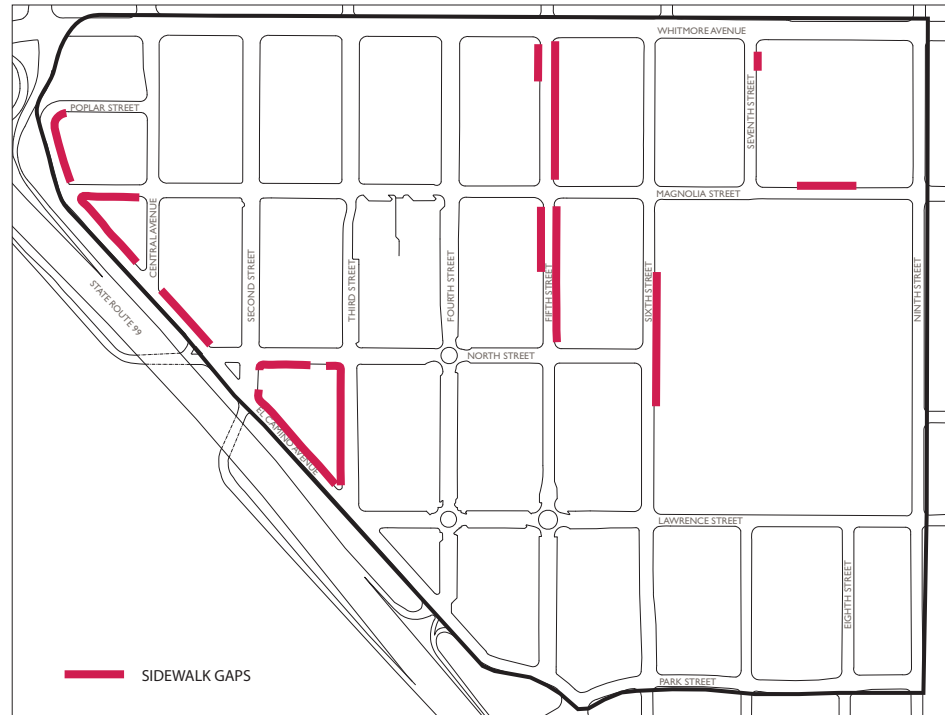 WHITMORE AVENUE
POPLAR STREET
SEVENTH STREET
MAGNOLIA STREET
CENTRAL AVENUE
SECOND STREET
THIRD STREET
FOURTH STREET
FIFTH STREET
SIXTH STREET
NINTH STREET
STATE ROUTE 99
NORTH STREET
EL CAMINO AVENUE
LAWRENCE STREET
EIGHTH STREET
PARK STREET
SIDEWALK GAPS